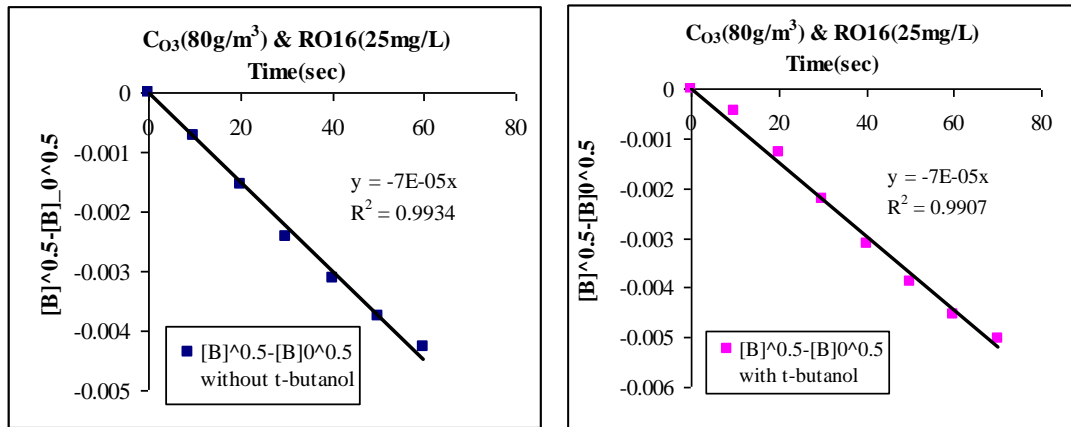 C_O3(80g/m³) & RO16(25mg/L)
Time(sec)
0
0 20 40 60 80
-0.001
-0.002
-0.003
-0.004
-0.005
[B]^0.5-[B]_0^0.5
y = -7E-05x
R² = 0.9934
[B]^0.5-[B]0^0.5
without t-butanol
C_O3(80g/m³) & RO16(25mg/L)
Time(sec)
0
0 20 40 60 80
-0.001
-0.002
-0.003
-0.004
-0.005
-0.006
[B]^0.5-[B]0^0.5
y = -7E-05x
R² = 0.9907
[B]^0.5-[B]0^0.5
with t-butanol